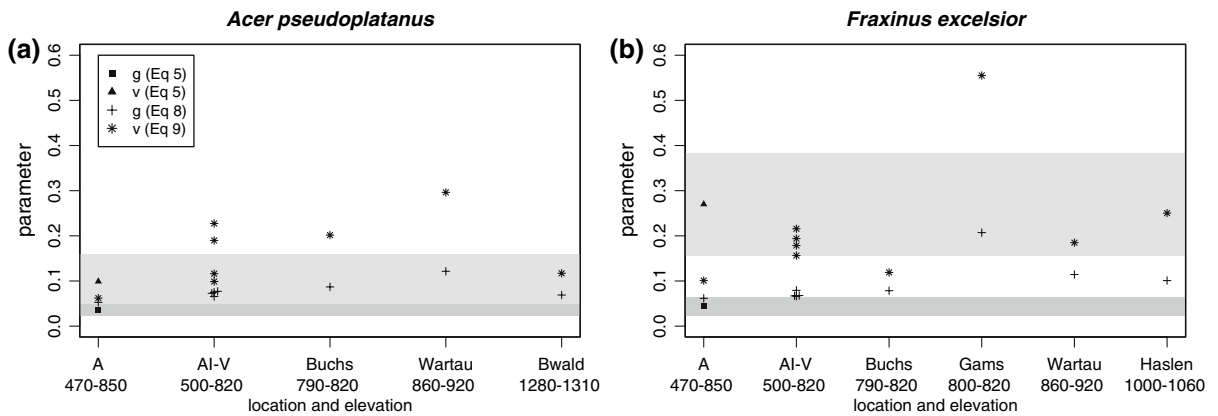 Acer pseudoplatanus
(a)
parameter
0.0 0.1 0.2 0.3 0.4 0.5 0.6
g (Eq 5)
v (Eq 5)
g (Eq 8)
v (Eq 9)
A AI-V Buchs Wartau Bwald
470-850 500-820 790-820 860-920 1280-1310
location and elevation
Fraxinus excelsior
(b)
parameter
0.0 0.1 0.2 0.3 0.4 0.5 0.6
A AI-V Buchs Gams Wartau Haslen
470-850 500-820 790-820 800-820 860-920 1000-1060
location and elevation